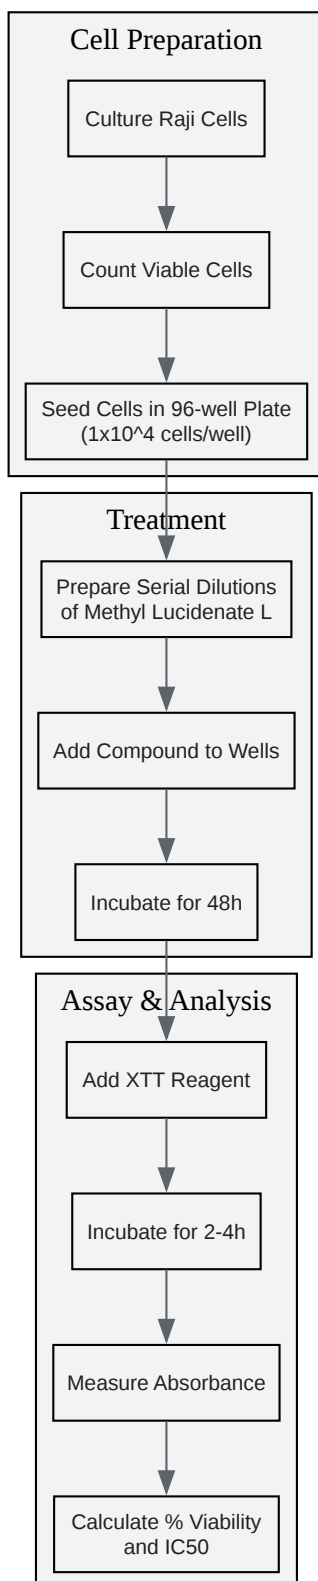 Cell Preparation
Culture Raji Cells
Count Viable Cells
Seed Cells in 96-well Plate
(1x10^4 cells/well)
Treatment
Prepare Serial Dilutions
of Methyl Lucidenate L
Add Compound to Wells
Incubate for 48h
Assay & Analysis
Add XTT Reagent
Incubate for 2-4h
Measure Absorbance
Calculate % Viability
and IC50